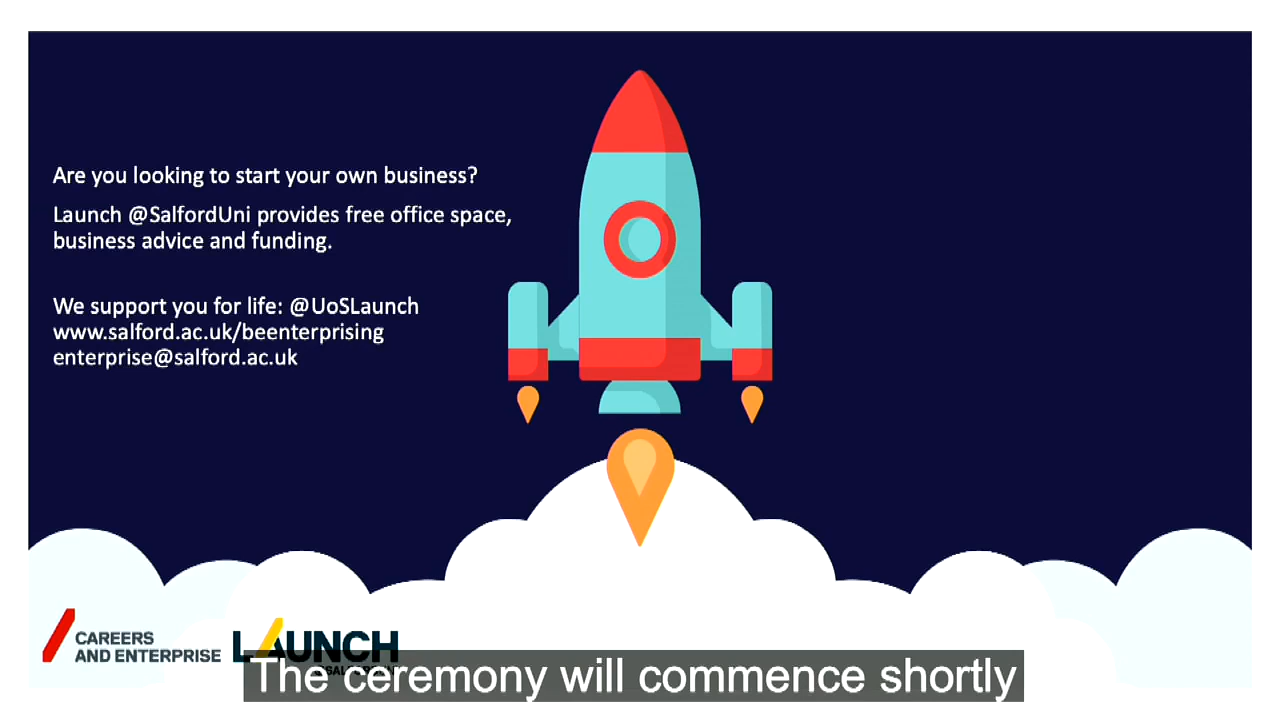 Are you looking to start your own business?
Launch @SalfordUni provides free office space,
business advice and funding.
We support you for life: @UoSLaunch
www.salford.ac.uk/beenterprising
enterprise@salford.ac.uk
CAREERS
AND ENTERPRISE
LAUNCH
The ceremony will commence shortly